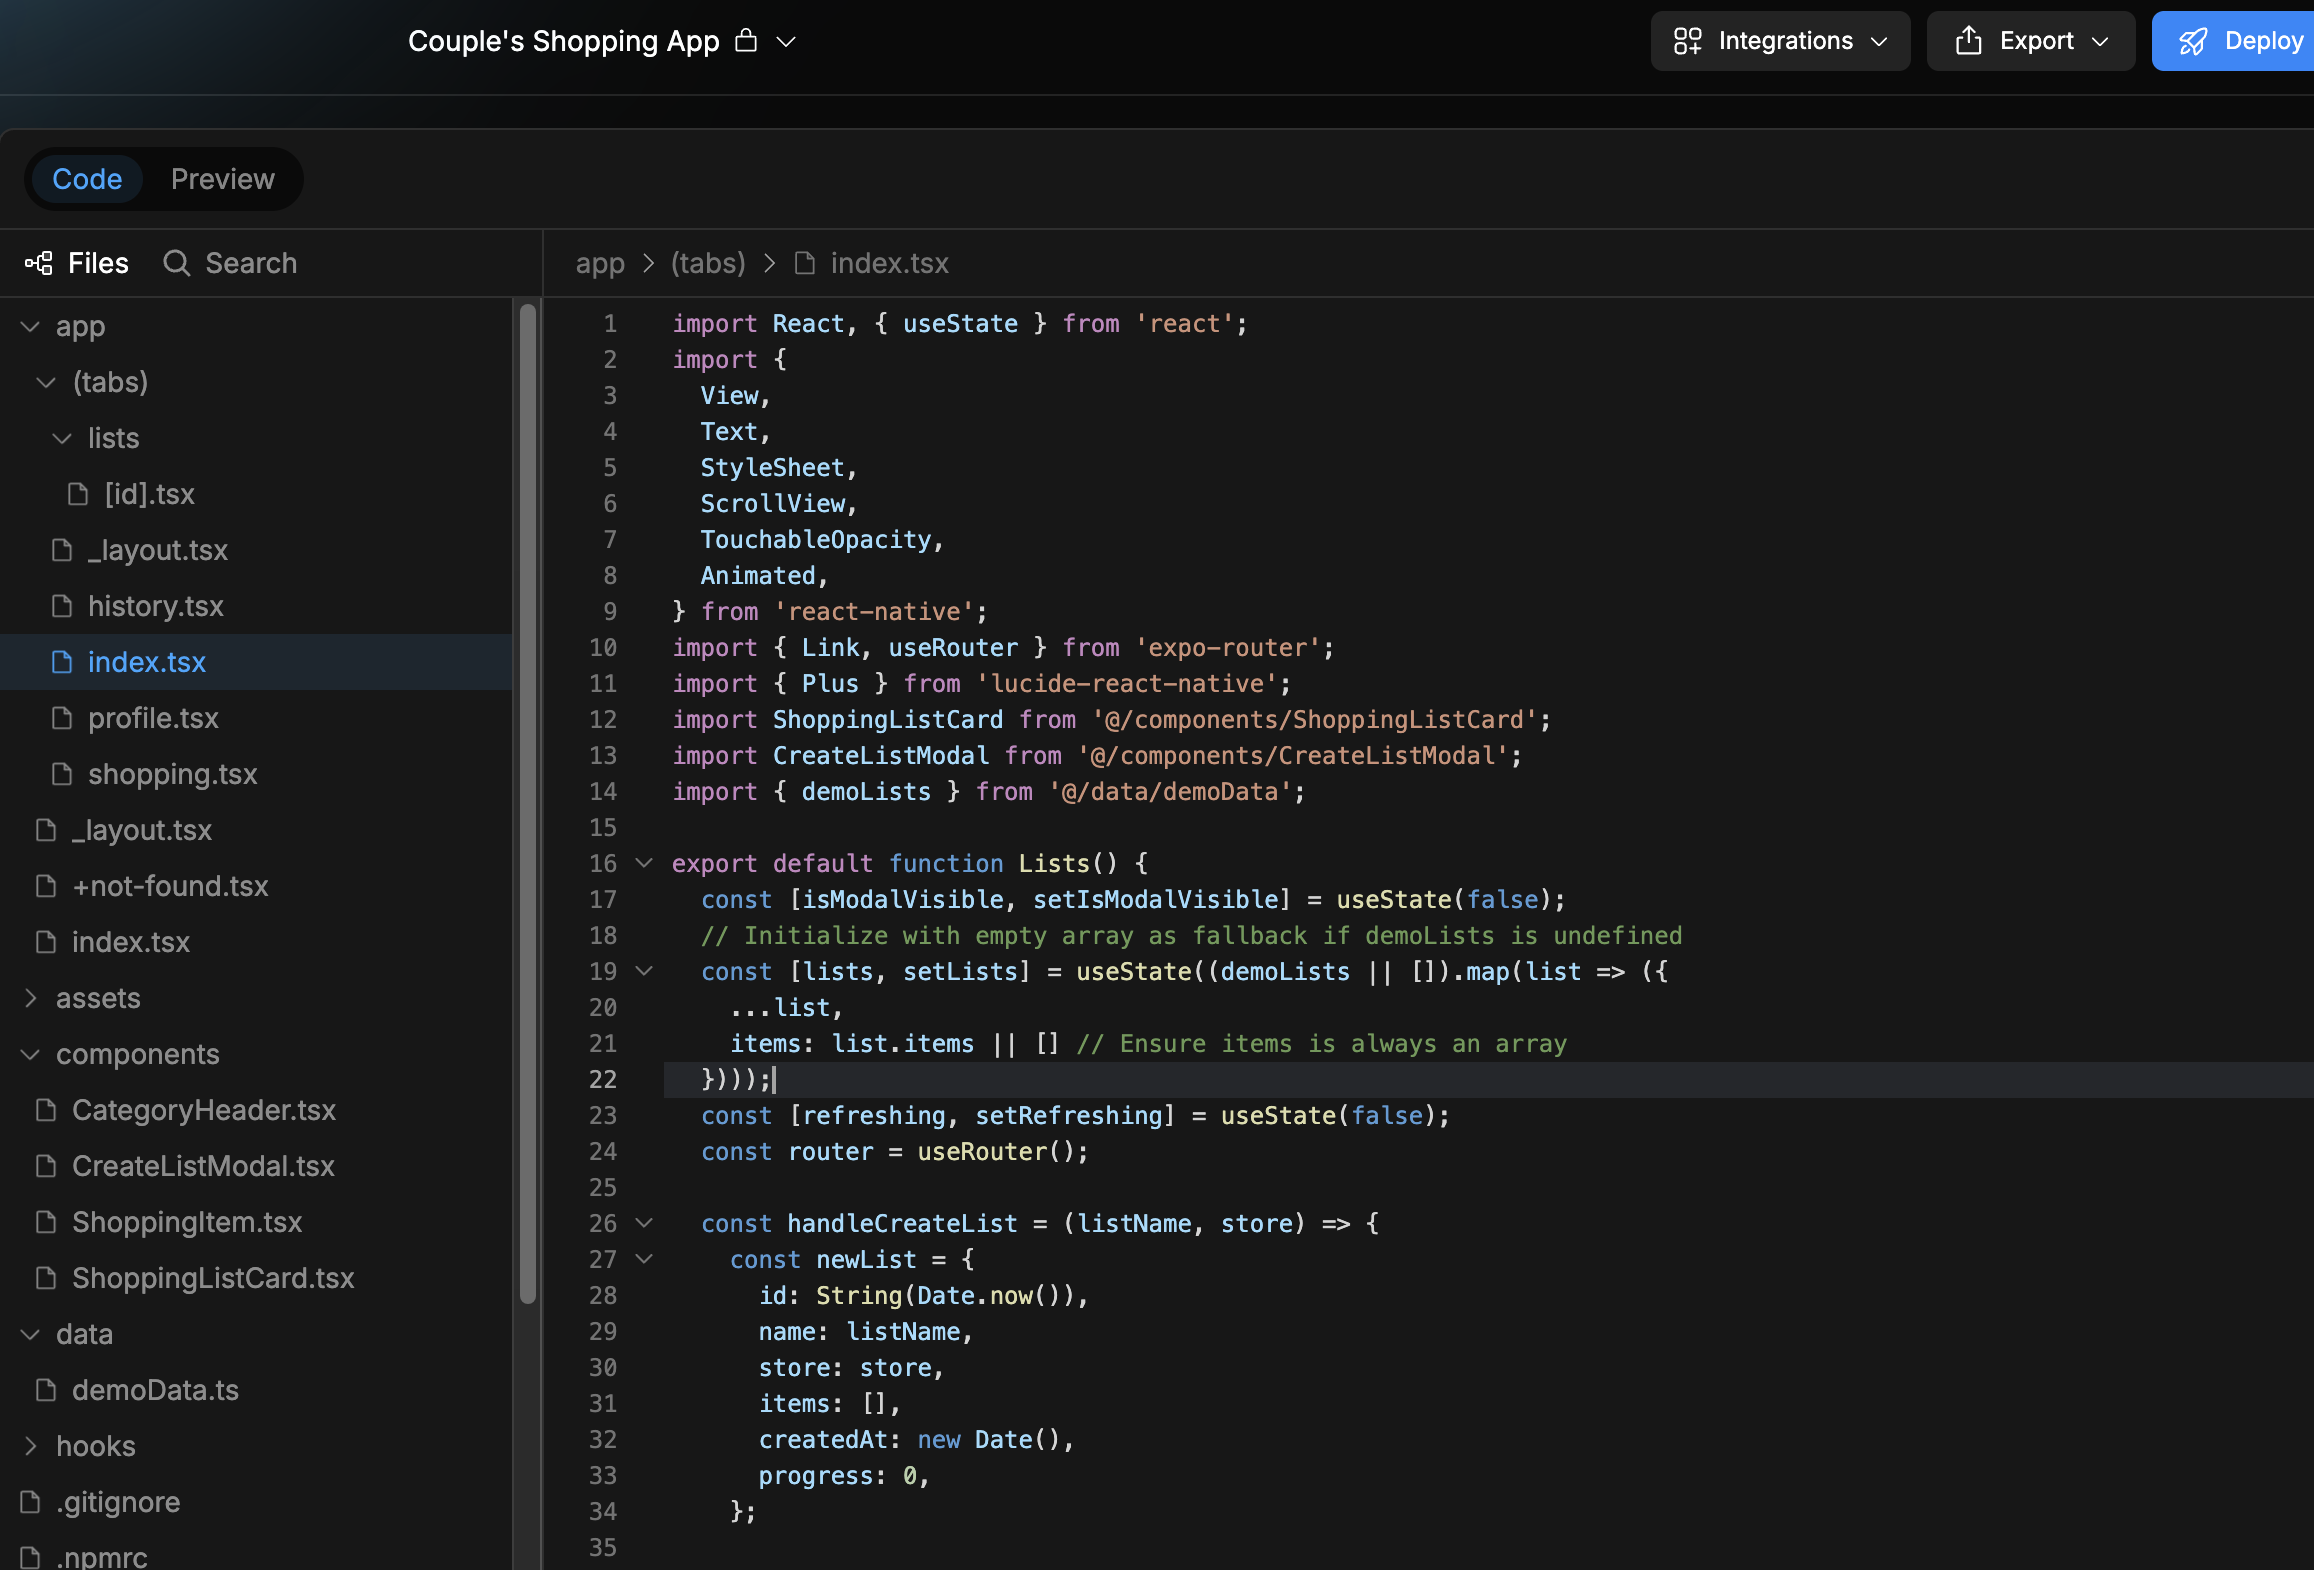 Couple's Shopping App
Integrations
Export
Deploy
Code
Preview
Files
Search
app
(tabs)
lists
[id].tsx
_layout.tsx
history.tsx
index.tsx
profile.tsx
shopping.tsx
_layout.tsx
+not-found.tsx
index.tsx
assets
components
CategoryHeader.tsx
CreateListModal.tsx
ShoppingItem.tsx
ShoppingListCard.tsx
data
demoData.ts
hooks
.gitignore
.npmrc
app > (tabs) > index.tsx
1 import React, { useState } from 'react';
2 import {
3   View,
4   Text,
5   StyleSheet,
6   ScrollView,
7   TouchableOpacity,
8   Animated,
9 } from 'react-native';
10 import { Link, useRouter } from 'expo-router';
11 import { Plus } from 'lucide-react-native';
12 import ShoppingListCard from '@/components/ShoppingListCard';
13 import CreateListModal from '@/components/CreateListModal';
14 import { demoLists } from '@/data/demoData';
15
16 export default function Lists() {
17   const [isModalVisible, setIsModalVisible] = useState(false);
18   // Initialize with empty array as fallback if demoLists is undefined
19   const [lists, setLists] = useState((demoLists || []).map(list => ({
20     ...list,
21     items: list.items || [] // Ensure items is always an array
22   })));
23   const [refreshing, setRefreshing] = useState(false);
24   const router = useRouter();
25
26   const handleCreateList = (listName, store) => {
27     const newList = {
28       id: String(Date.now()),
29       name: listName,
30       store: store,
31       items: [],
32       createdAt: new Date(),
33       progress: 0,
34     };
35